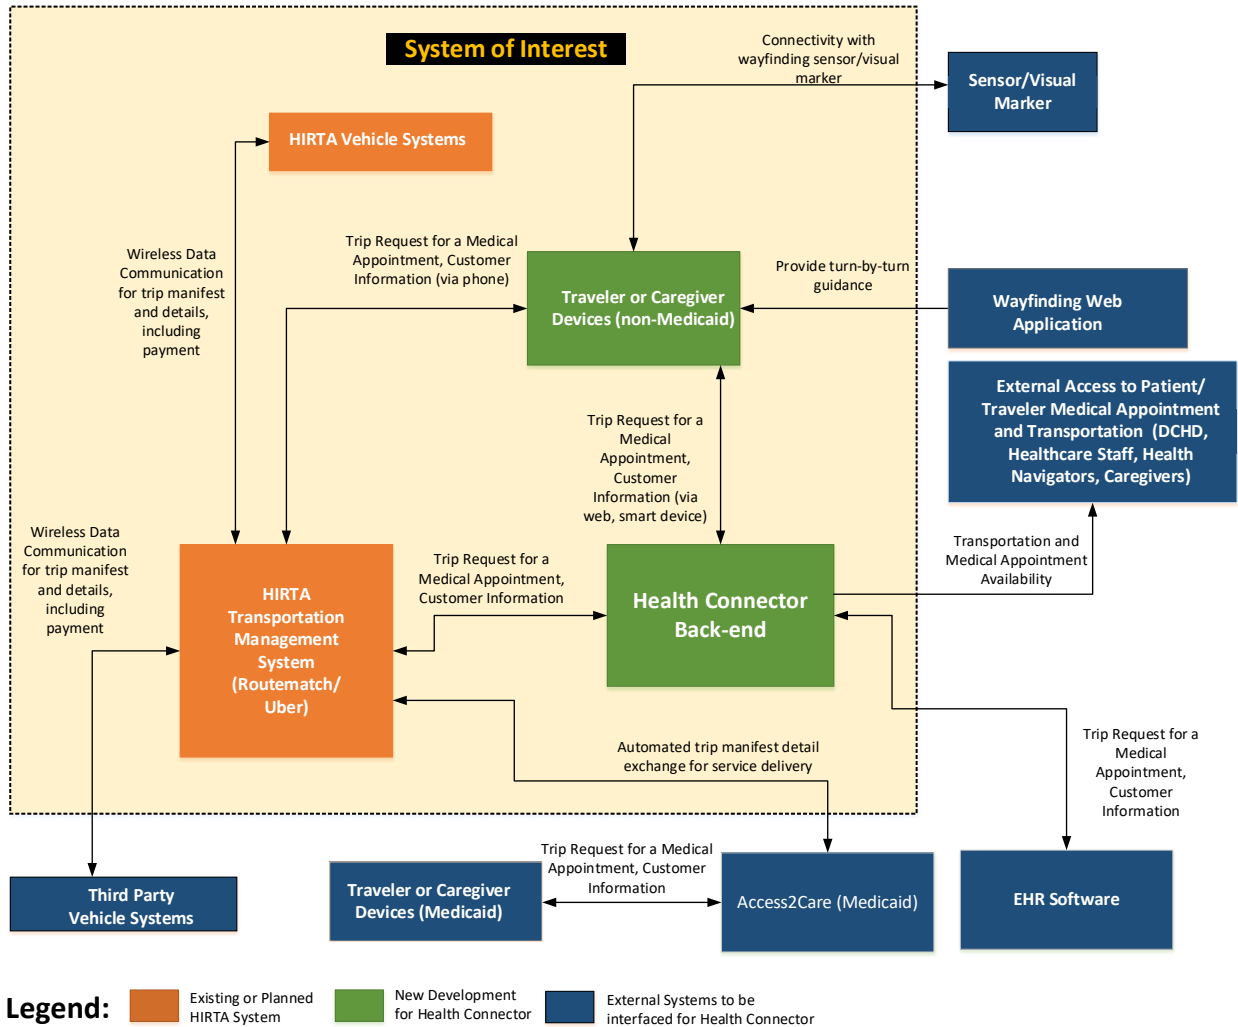 System of Interest
Connectivity with
wayfinding sensor/visual
marker
Sensor/Visual
Marker
HIRTA Vehicle Systems
Wireless Data
Communication
for trip manifest
and details,
including
payment
Trip Request for a Medical
Appointment, Customer
Information (via phone)
Traveler or Caregiver
Devices (non-Medicaid)
Provide turn-by-turn
guidance
Wayfinding Web
Application
External Access to Patient/
Traveler Medical Appointment
and Transportation (DCHD,
Healthcare Staff, Health
Navigators, Caregivers)
Trip Request for a
Medical
Appointment,
Customer
Information (via
web, smart device)
Wireless Data
Communication
for trip manifest
and details,
including
payment
HIRTA
Transportation
Management
System
(Routematch/
Uber)
Trip Request for a
Medical Appointment,
Customer Information
Health Connector
Back-end
Transportation and
Medical Appointment
Availability
Automated trip manifest detail
exchange for service delivery
Trip Request for a
Medical
Appointment,
Customer
Information
Third Party
Vehicle Systems
Traveler or Caregiver
Devices (Medicaid)
Trip Request for a Medical
Appointment, Customer
Information
Access2Care (Medicaid)
EHR Software
Legend:
Existing or Planned
HIRTA System
New Development
for Health Connector
External Systems to be
interfaced for Health Connector